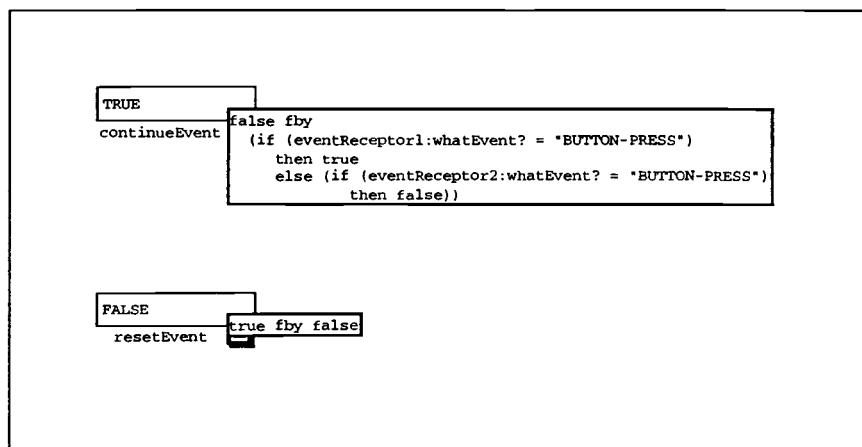 TRUE
continueEvent
false fby
(if (eventReceptor1:whatEvent? = "BUTTON-PRESS")
then true
else (if (eventReceptor2:whatEvent? = "BUTTON-PRESS")
then false))
FALSE
resetEvent
true fby false